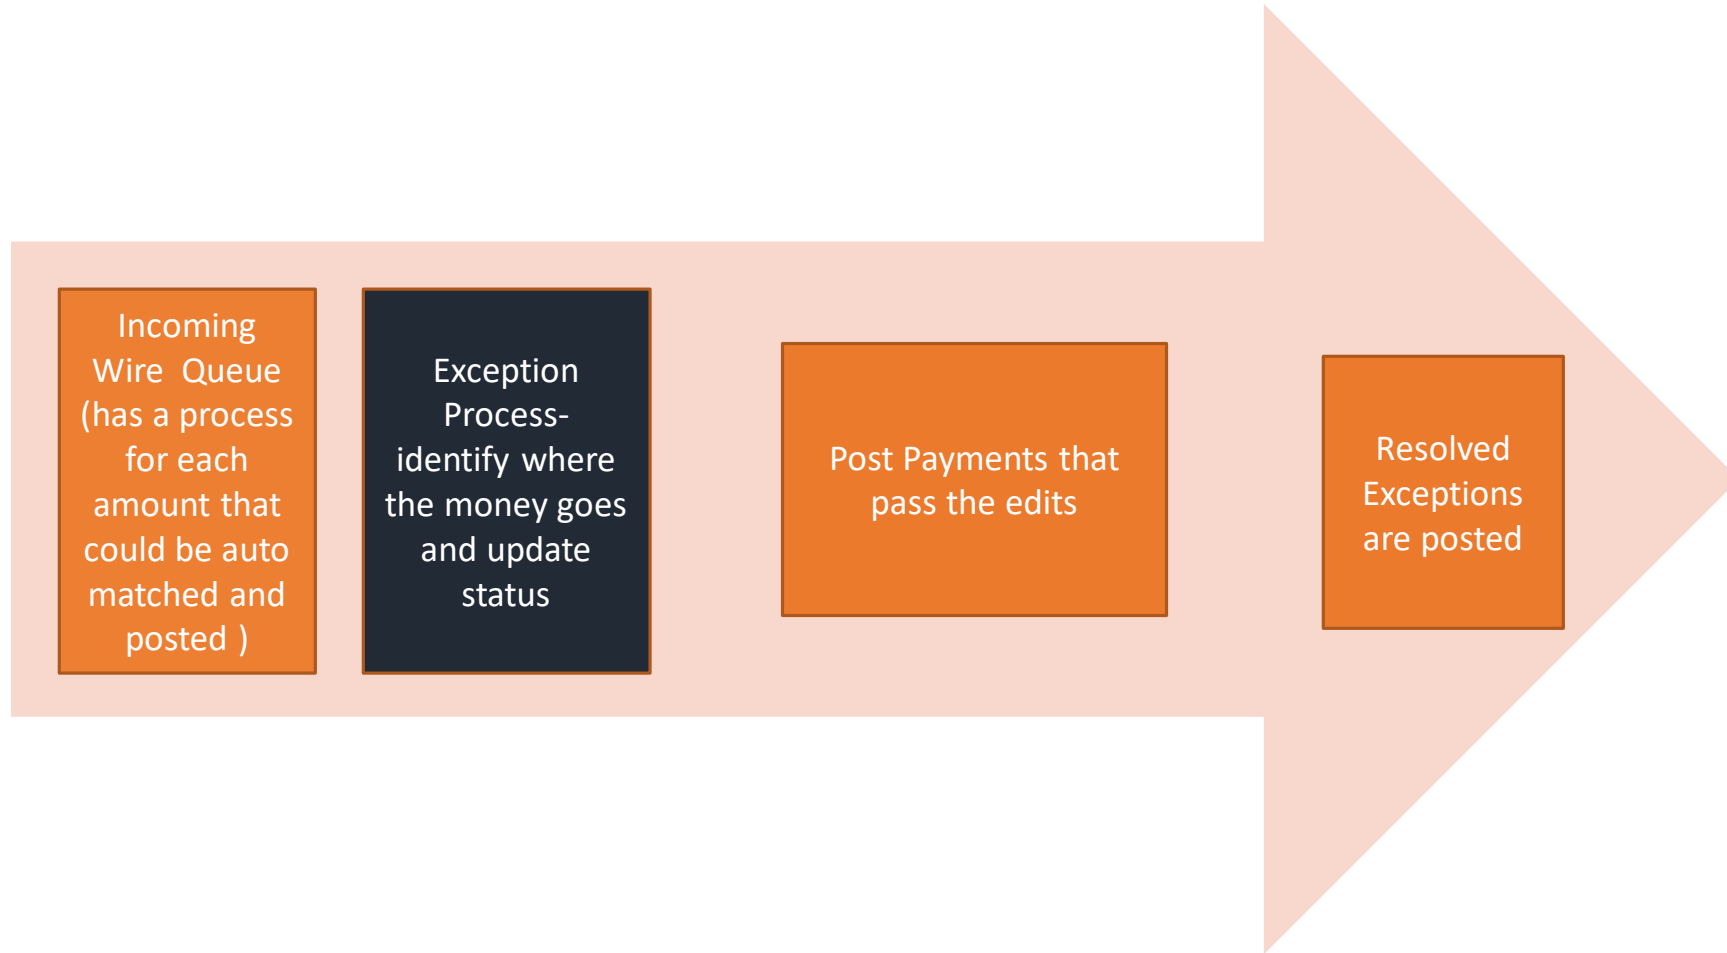 Incoming
Wire  Queue
(has a process
for each
amount that
could be auto
matched and
posted )
Exception
Process-
identify where
the money goes
and update
status
Post Payments that
pass the edits
Resolved
Exceptions
are posted